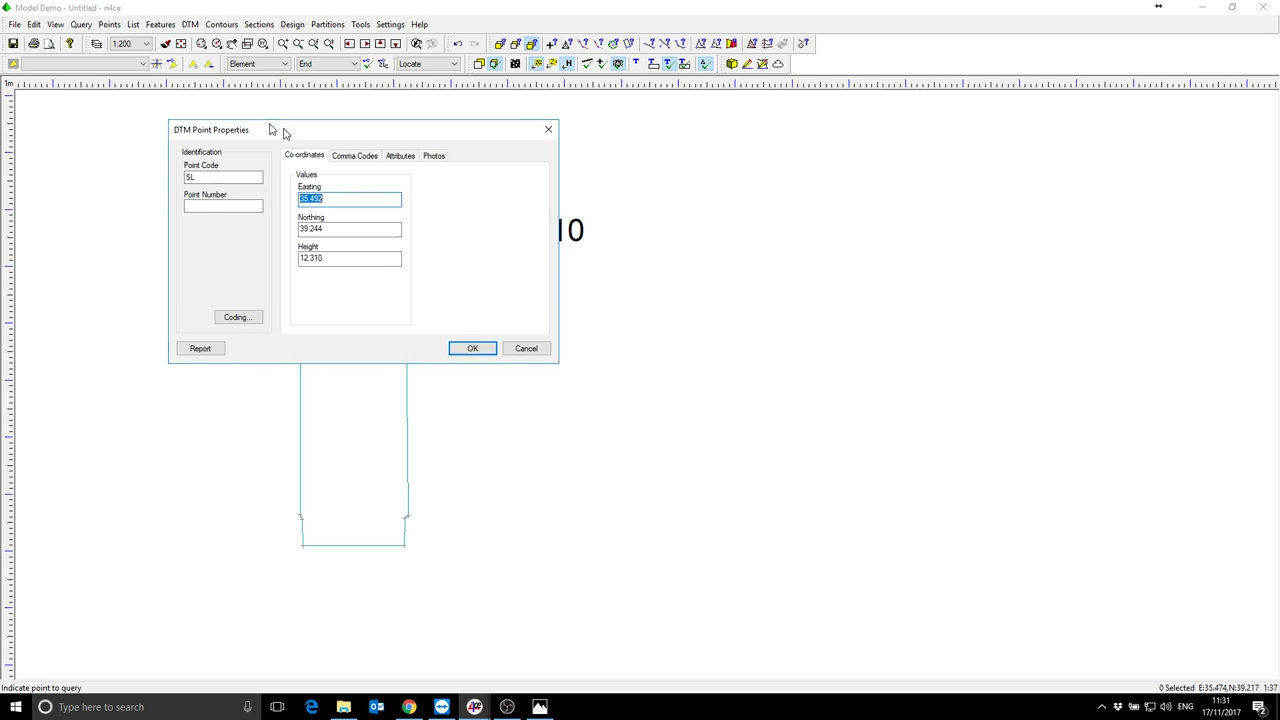 Model Demo - Untitled - n4ce
File Edit View Query Points List Features DTM Contours Sections Design Partitions Tools Settings Help
1:200
Element End Locate
1m
DTM Point Properties
Identification
Point Code
SL
Point Number
Coding...
Co-ordinates Comma Codes Attributes Photos
Values
Easting
35.492
Northing
39.244
Height
12.310
Report OK Cancel
10
Indicate point to query
0 Selected E:35.474,N:39.217 1:37
Type here to search
ENG
11:31
17/11/2017